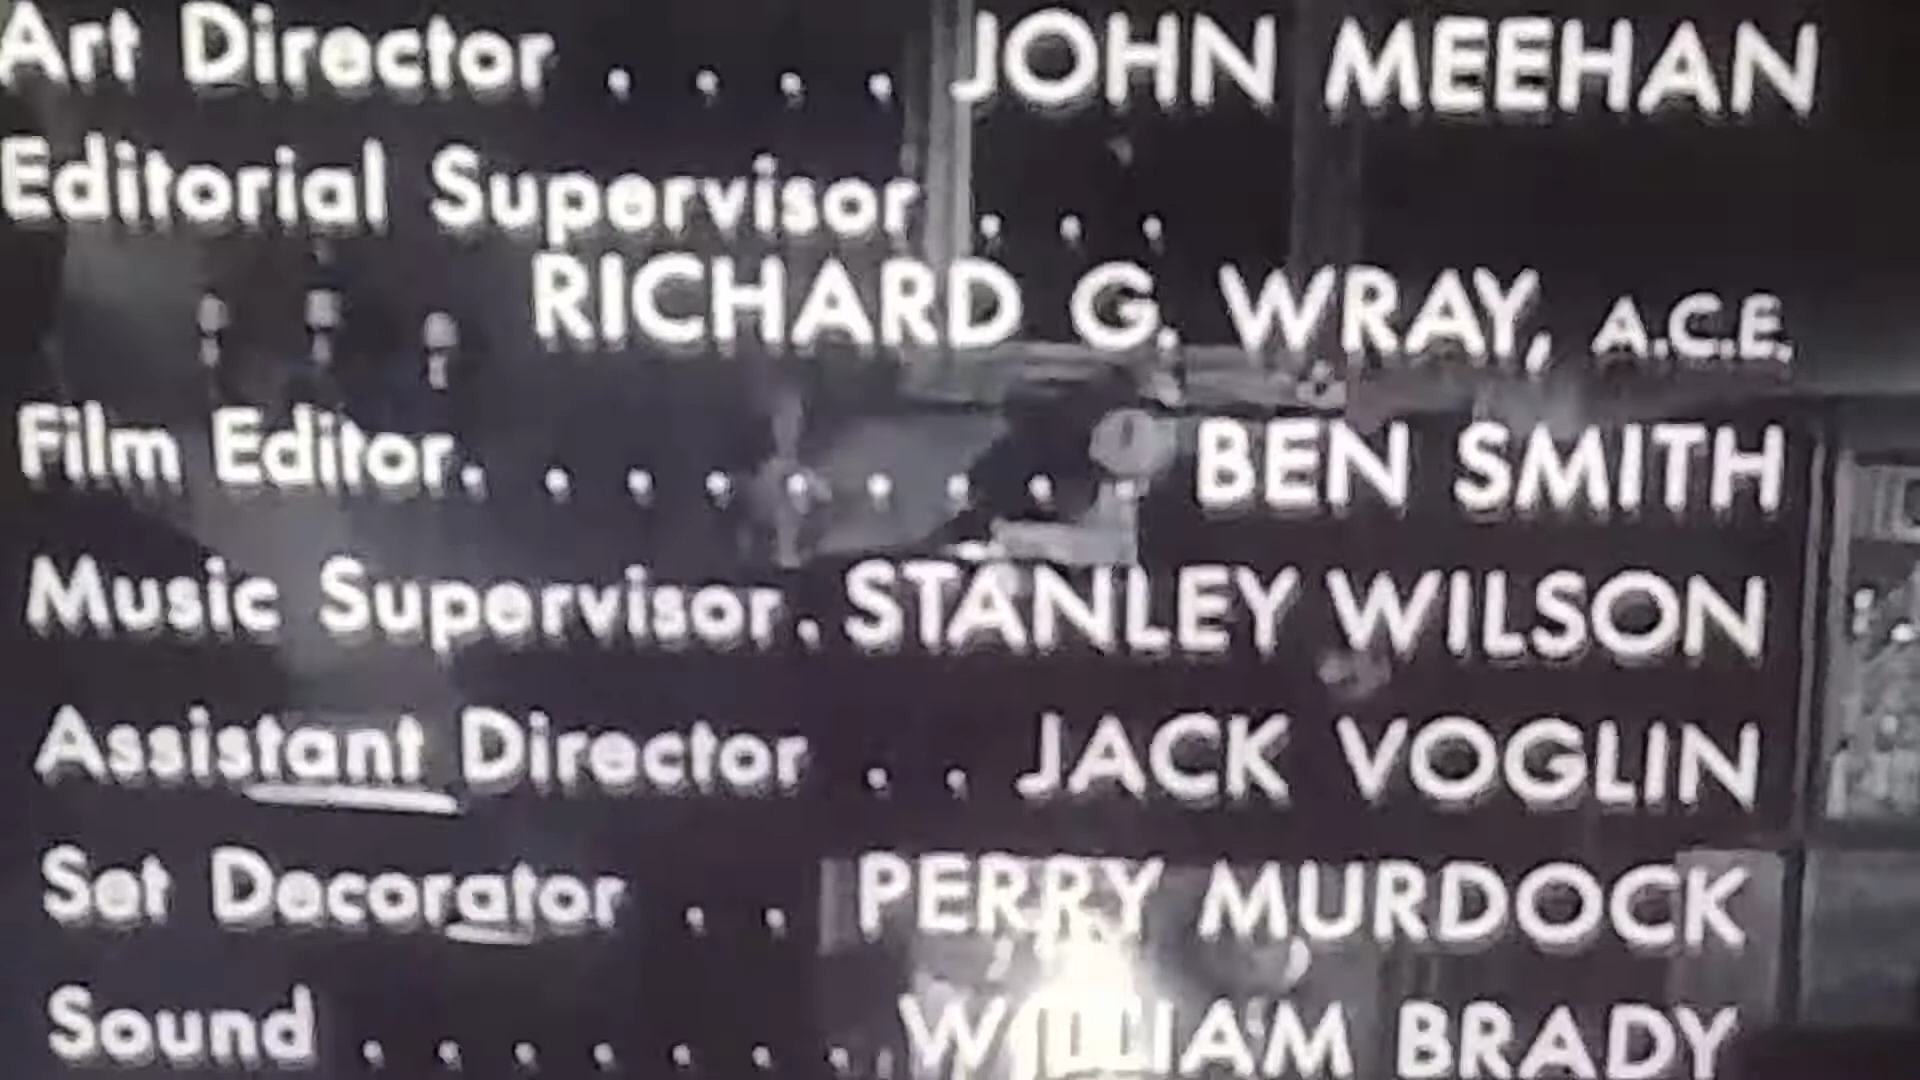 Art Director . . . . JOHN MEEHAN
Editorial Supervisor . . .
. . . RICHARD G. WRAY, A.C.E.
Film Editor. . . . . . . . . BEN SMITH
Music Supervisor . STANLEY WILSON
Assistant Director . . JACK VOGLIN
Set Decorator . . PERRY MURDOCK
Sound . . . . . . . . WILLIAM BRADY